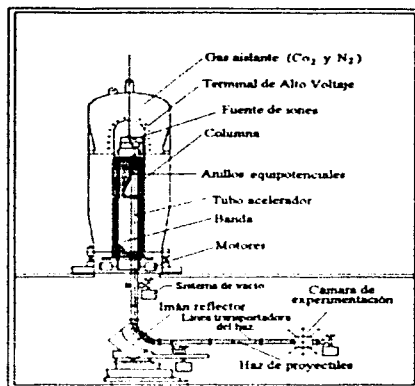 Gas aislante (Co₂ y N₂)
Terminal de Alto Voltaje
Fuente de iones
Columna
Anillos equipotenciales
Tubo acelerador
Banda
Motores
Sistema de vacio
Cámara de
experimentación
Imán reflector
Línea transportadora
del haz
Haz de proyectiles